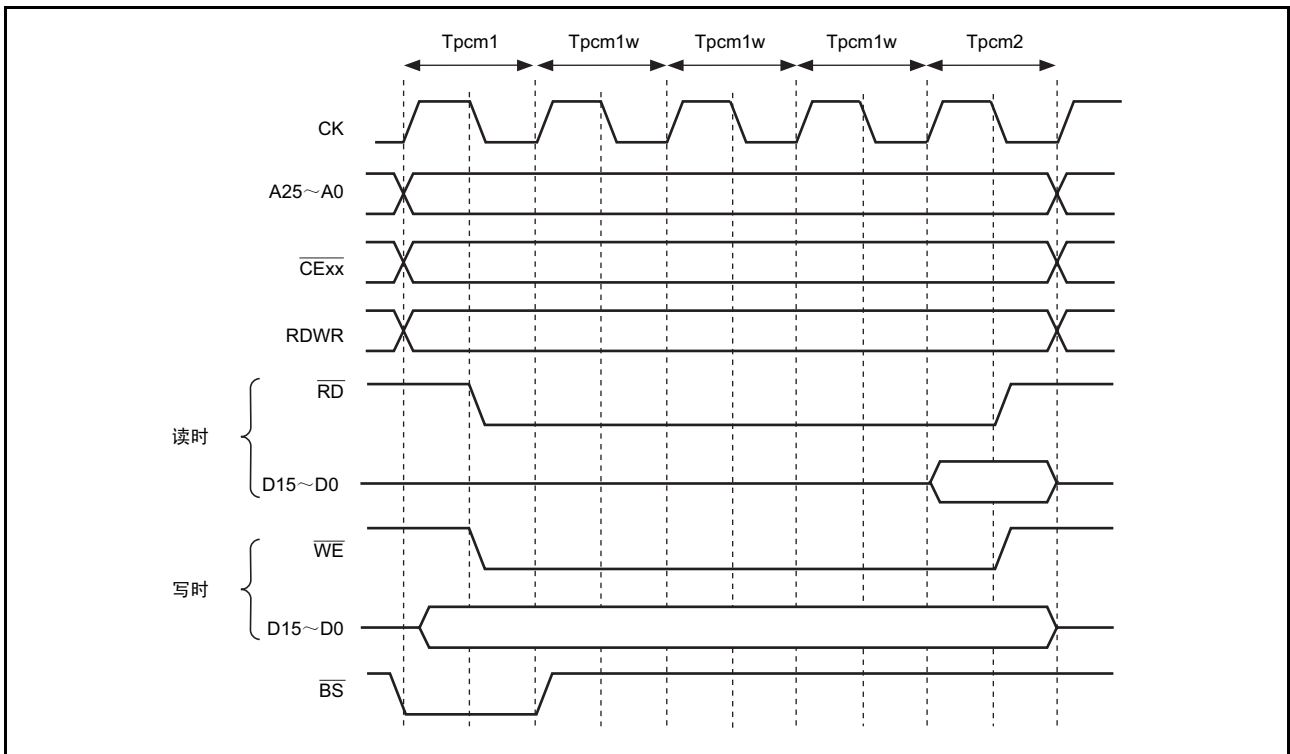 Tpcm1 Tpcm1w Tpcm1w Tpcm1w Tpcm2
CK
A25～A0
CExx
RDWR
RD
读时
D15～D0
WE
写时
D15～D0
BS